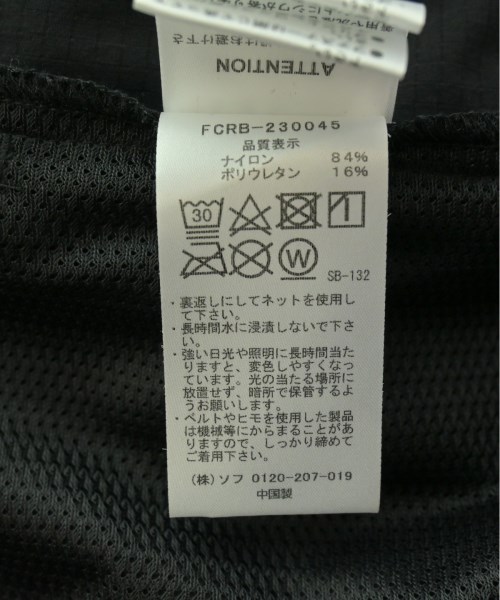 ATTENTION
FCRB-230045
品質表示
ナイロン 84%
ポリウレタン 16%
30
W
SB-132
・裏返しにしてネットを使用し
て下さい。
・長時間水に浸漬しないで下さ
い。
・強い日光や照明に長時間当た
りますと、変色しやすくなっ
ています。光の当たる場所に
放置せず、暗所で保管するよ
うお願いします。
・ベルトやヒモを使用した製品
は機械等にからまることがあ
りますので、しっかり締めて
ご着用下さい。
(株)ソフ 0120-207-019
中国製